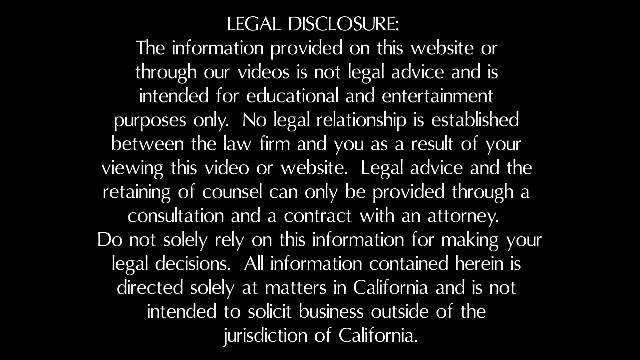 LEGAL DISCLOSURE:
The information provided on this website or
through our videos is not legal advice and is
intended for educational and entertainment
purposes only.  No legal relationship is established
between the law firm and you as a result of your
viewing this video or website.  Legal advice and the
retaining of counsel can only be provided through a
consultation and a contract with an attorney.
Do not solely rely on this information for making your
legal decisions.  All information contained herein is
directed solely at matters in California and is not
intended to solicit business outside of the
jurisdiction of California.